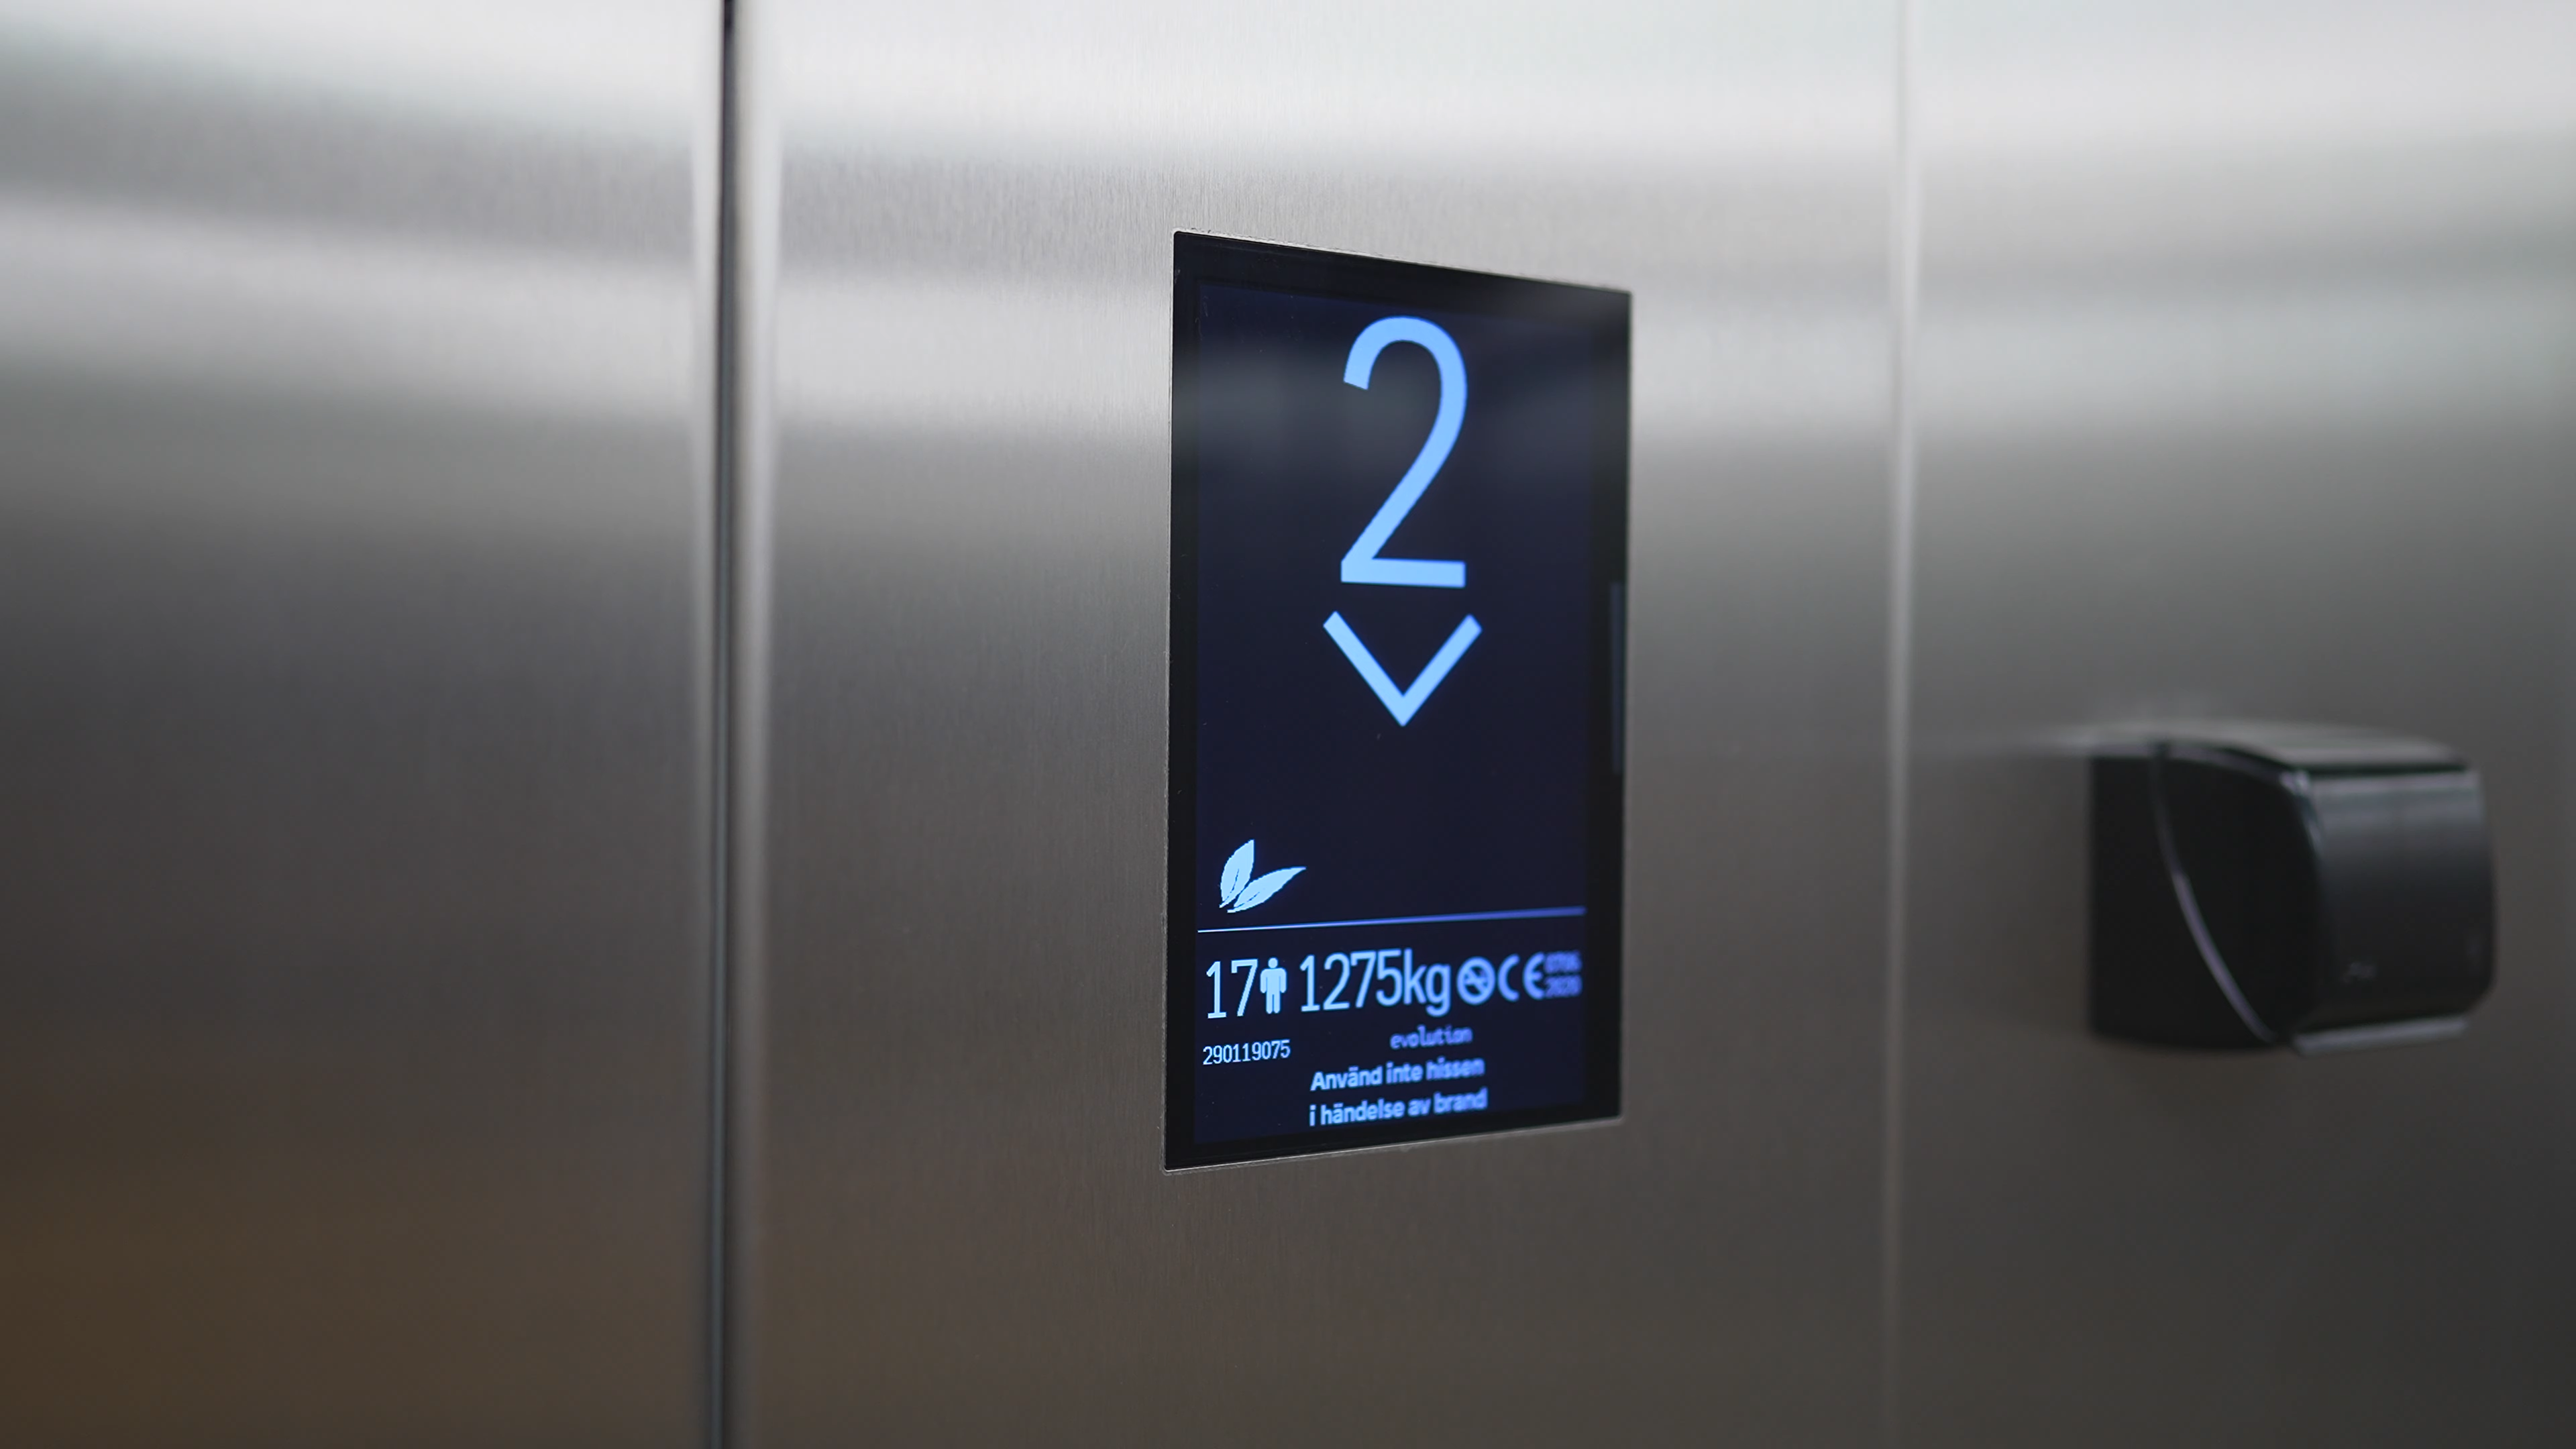 2
17 1275kg CE
evolution
290119075
Använd inte hissen
i händelse av brand